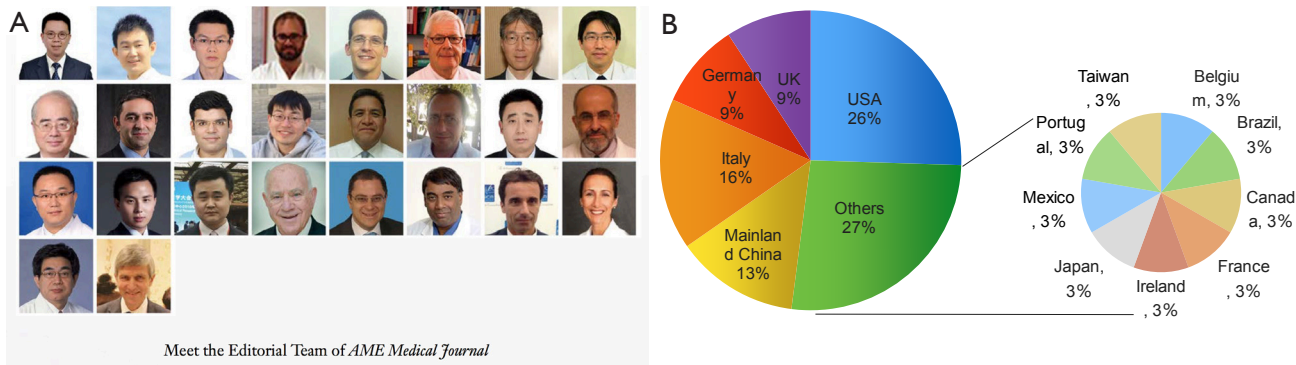 A
Meet the Editorial Team of AME Medical Journal
B
USA
26%
Others
27%
Mainlan
d China
13%
Italy
16%
German
y
9%
UK
9%
Belgiu
m, 3%
Brazil,
3%
Canad
a, 3%
France
, 3%
Ireland
, 3%
Japan,
3%
Mexico
, 3%
Portug
al, 3%
Taiwan
, 3%